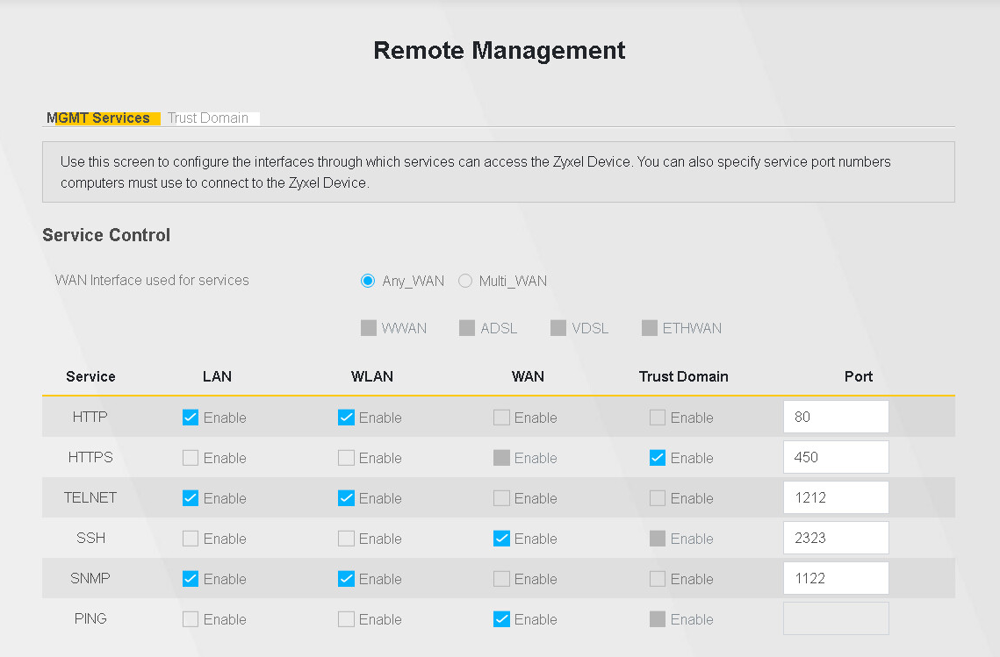 Remote Management
MGMT Services Trust Domain
Use this screen to configure the interfaces through which services can access the Zyxel Device. You can also specify service port numbers
computers must use to connect to the Zyxel Device.
Service Control
WAN Interface used for services Any_WAN Multi_WAN
WWAN ADSL VDSL ETHWAN
Service LAN WLAN WAN Trust Domain Port
HTTP Enable Enable Enable Enable 80
HTTPS Enable Enable Enable Enable 450
TELNET Enable Enable Enable Enable 1212
SSH Enable Enable Enable Enable 2323
SNMP Enable Enable Enable Enable 1122
PING Enable Enable Enable Enable